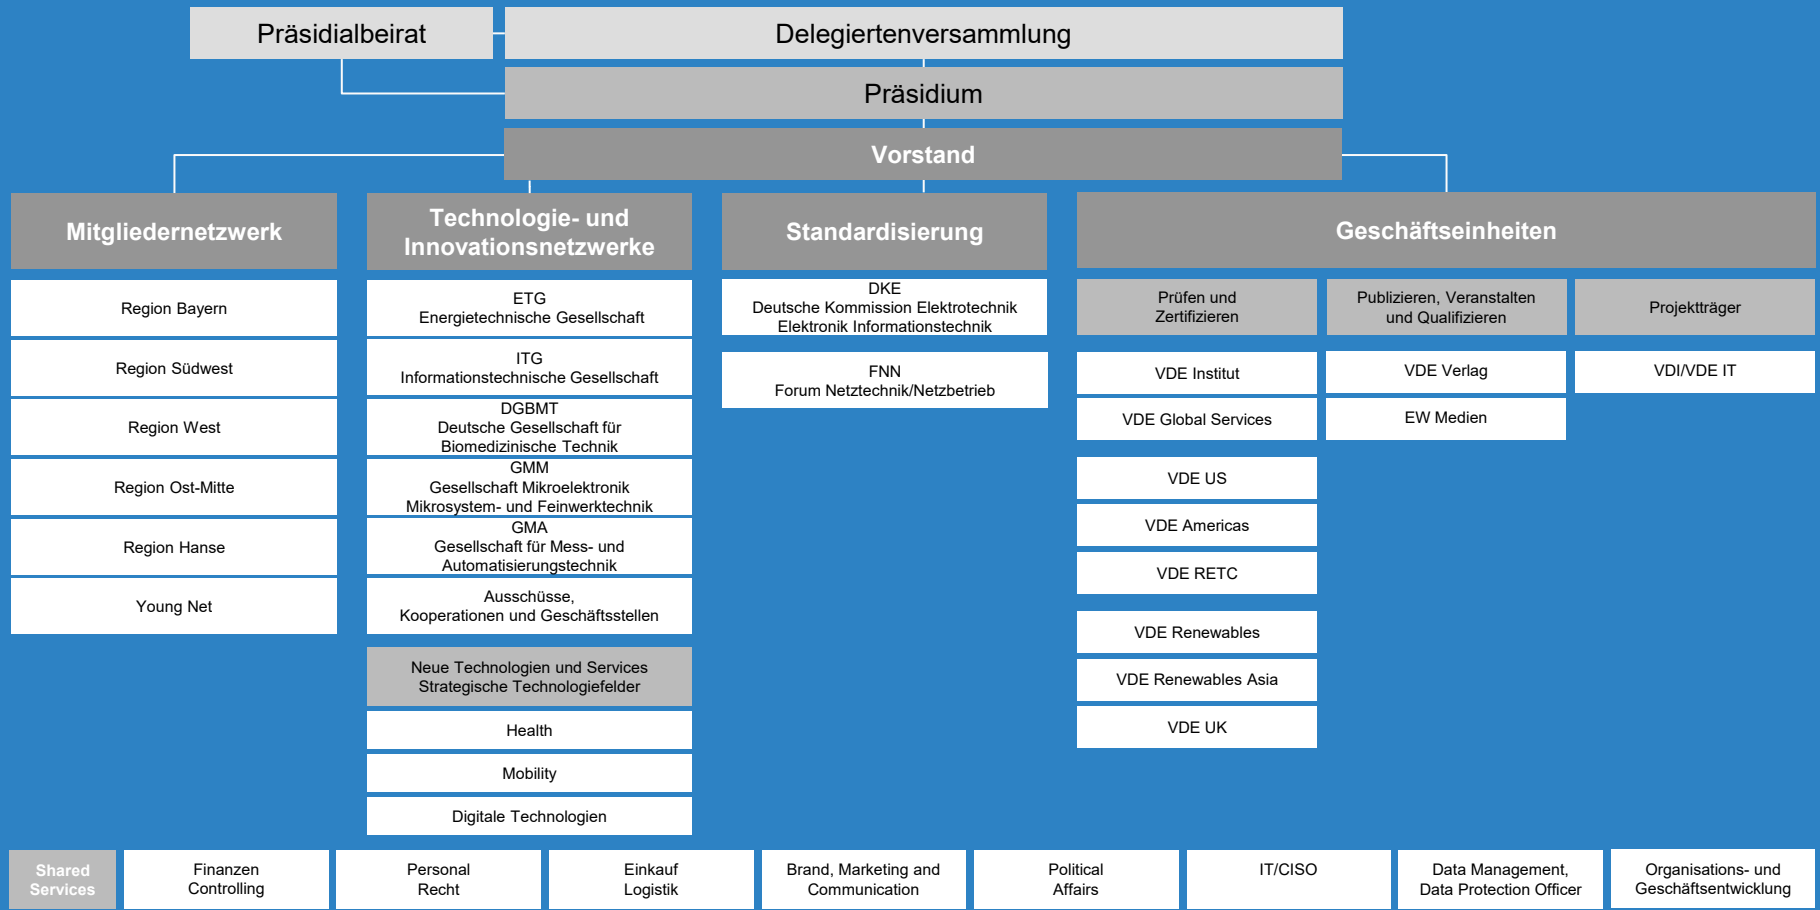 Präsidialbeirat
Delegiertenversammlung
Präsidium
Vorstand
Mitgliedernetzwerk
Region Bayern
Region Südwest
Region West
Region Ost-Mitte
Region Hanse
Young Net
Technologie- und
Innovationsnetzwerke
ETG
Energietechnische Gesellschaft
ITG
Informationstechnische Gesellschaft
DGBMT
Deutsche Gesellschaft für
Biomedizinische Technik
GMM
Gesellschaft Mikroelektronik
Mikrosystem- und Feinwerktechnik
GMA
Gesellschaft für Mess- und
Automatisierungstechnik
Ausschüsse,
Kooperationen und Geschäftsstellen
Neue Technologien und Services
Strategische Technologiefelder
Health
Mobility
Digitale Technologien
Standardisierung
DKE
Deutsche Kommission Elektrotechnik
Elektronik Informationstechnik
FNN
Forum Netztechnik/Netzbetrieb
Geschäftseinheiten
Prüfen und
Zertifizieren
VDE Institut
VDE Global Services
VDE US
VDE Americas
VDE RETC
VDE Renewables
VDE Renewables Asia
VDE UK
Publizieren, Veranstalten
und Qualifizieren
VDE Verlag
EW Medien
Projektträger
VDI/VDE IT
Shared
Services
Finanzen
Controlling
Personal
Recht
Einkauf
Logistik
Brand, Marketing and
Communication
Political
Affairs
IT/CISO
Data Management,
Data Protection Officer
Organisations- und
Geschäftsentwicklung